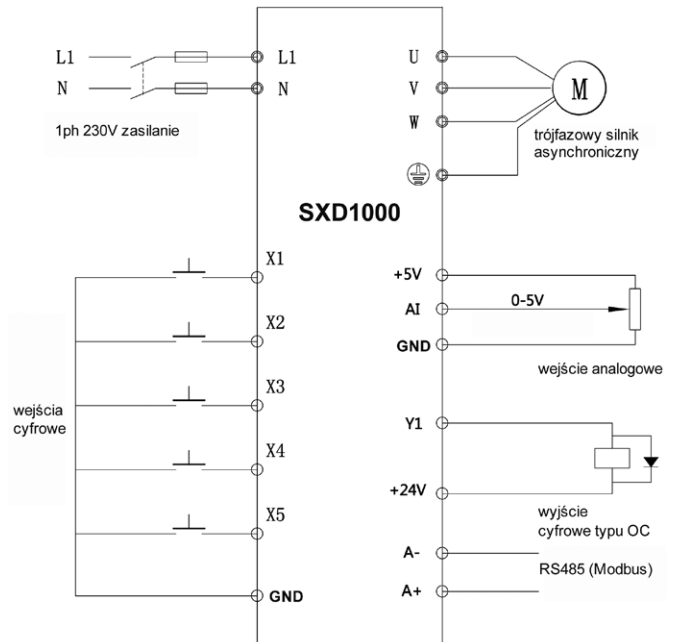 L1
L1
N
N
1ph 230V zasilanie
U
V
W
M
trójfazowy silnik
asynchroniczny
SXD1000
X1
X2
X3
X4
X5
GND
wejścia
cyfrowe
+5V
AI
0-5V
GND
wejście analogowe
Y1
+24V
wyjście
cyfrowe typu OC
A-
A+
RS485 (Modbus)